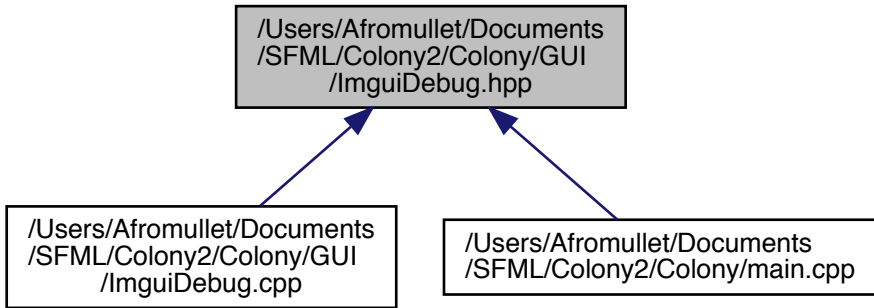 /Users/Afromullet/Documents
/SFML/Colony2/Colony/GUI
/ImguiDebug.hpp
/Users/Afromullet/Documents
/SFML/Colony2/Colony/GUI
/ImguiDebug.cpp
/Users/Afromullet/Documents
/SFML/Colony2/Colony/main.cpp